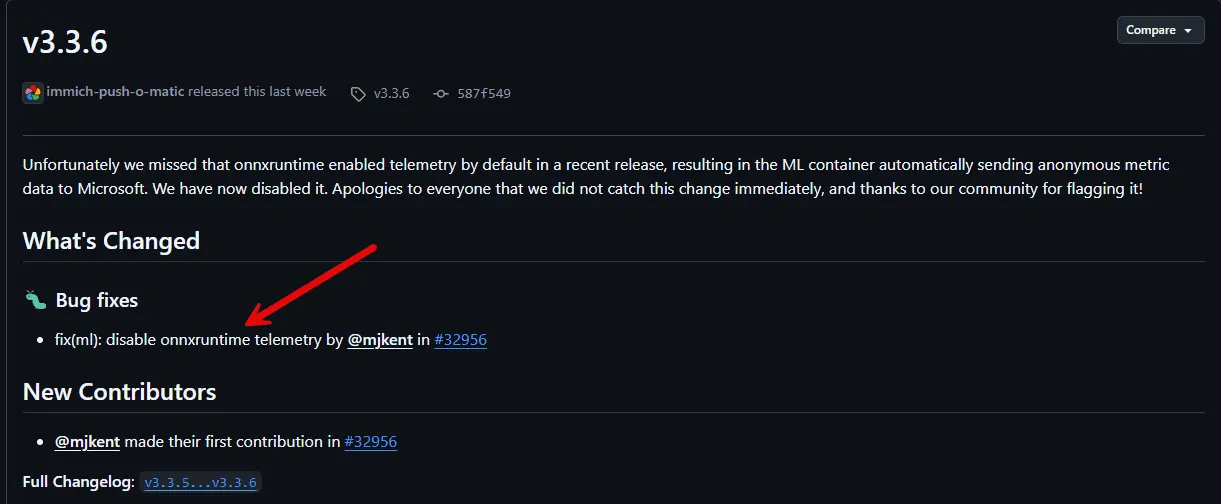 v3.3.6
Compare
immich-push-o-matic released this last week
v3.3.6
587f549
Unfortunately we missed that onnxruntime enabled telemetry by default in a recent release, resulting in the ML container automatically sending anonymous metric
data to Microsoft. We have now disabled it. Apologies to everyone that we did not catch this change immediately, and thanks to our community for flagging it!
What's Changed
Bug fixes
fix(ml): disable onnxruntime telemetry by @mjkent in #32956
New Contributors
@mjkent made their first contribution in #32956
Full Changelog: v3.3.5...v3.3.6